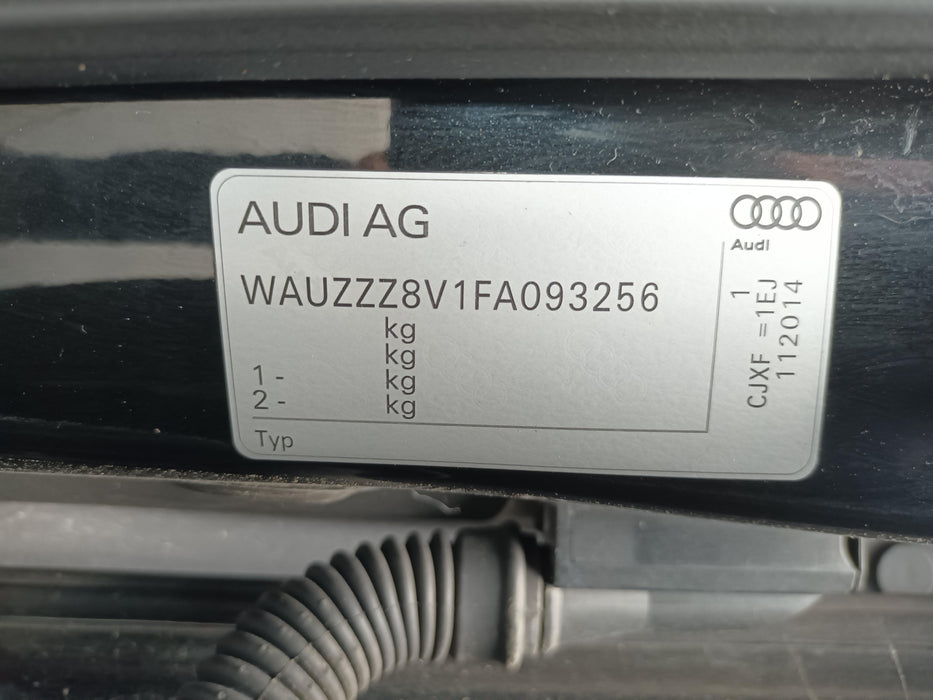 AUDI AG
Audi
WAUZZZ8V1FA093256
kg
kg
1 - kg
2 - kg
Typ
1
CJXF =1EJ
112014